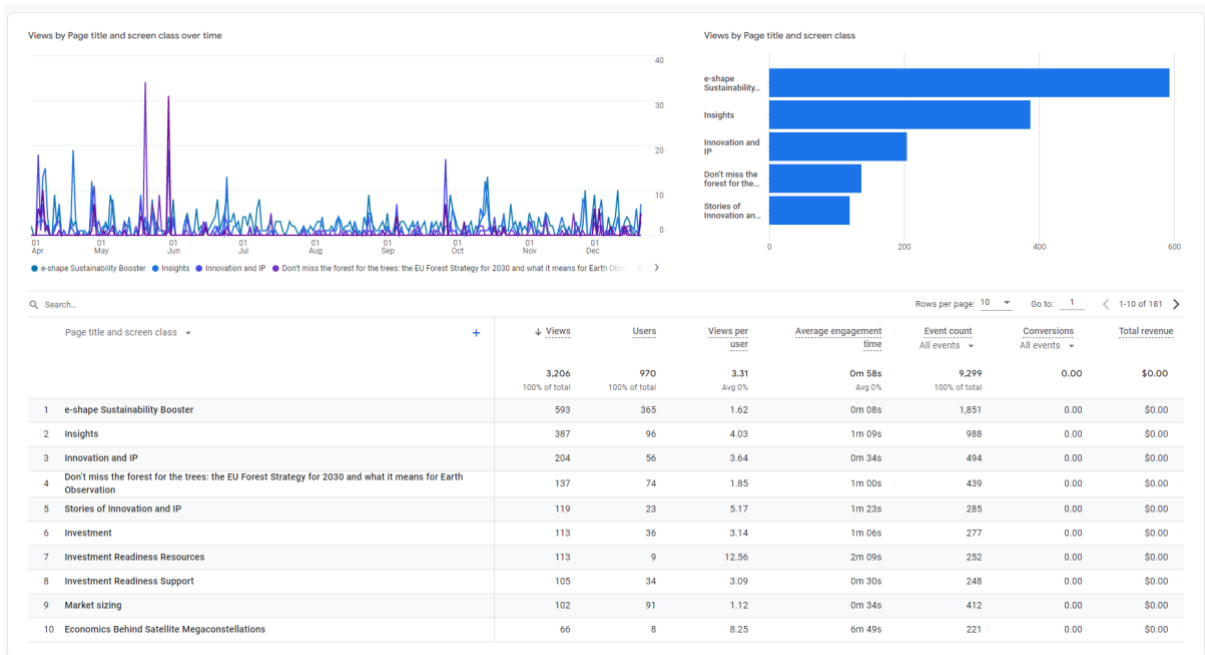 Views by Page title and screen class over time
40
30
20
10
0
01 Apr
01 May
01 Jun
01 Jul
01 Aug
01 Sep
01 Oct
01 Nov
01 Dec
e-shape Sustainability Booster Insights Innovation and IP Don't miss the forest for the trees: the EU Forest Strategy for 2030 and what it means for Earth Obse
Views by Page title and screen class
e-shape
Sustainability...
Insights
Innovation and
IP
Don't miss the
forest for the...
Stories of
Innovation an...
0 200 400 600
Search...
Rows per page: 10 Go to: 1 1-10 of 181
Page title and screen class + ↓ Views Users Views per user Average engagement time Event count All events Conversions All events Total revenue
3,206 970 3.31 0m 58s 9,299 0.00 $0.00
100% of total 100% of total Avg 0% Avg 0% 100% of total
1 e-shape Sustainability Booster 593 365 1.62 0m 08s 1,851 0.00 $0.00
2 Insights 387 96 4.03 1m 09s 988 0.00 $0.00
3 Innovation and IP 204 56 3.64 0m 34s 494 0.00 $0.00
4 Don't miss the forest for the trees: the EU Forest Strategy for 2030 and what it means for Earth
Observation 137 74 1.85 1m 00s 439 0.00 $0.00
5 Stories of Innovation and IP 119 23 5.17 1m 23s 285 0.00 $0.00
6 Investment 113 36 3.14 1m 06s 277 0.00 $0.00
7 Investment Readiness Resources 113 9 12.56 2m 09s 252 0.00 $0.00
8 Investment Readiness Support 105 34 3.09 0m 30s 248 0.00 $0.00
9 Market sizing 102 91 1.12 0m 34s 412 0.00 $0.00
10 Economics Behind Satellite Megaconstellations 66 8 8.25 6m 49s 221 0.00 $0.00